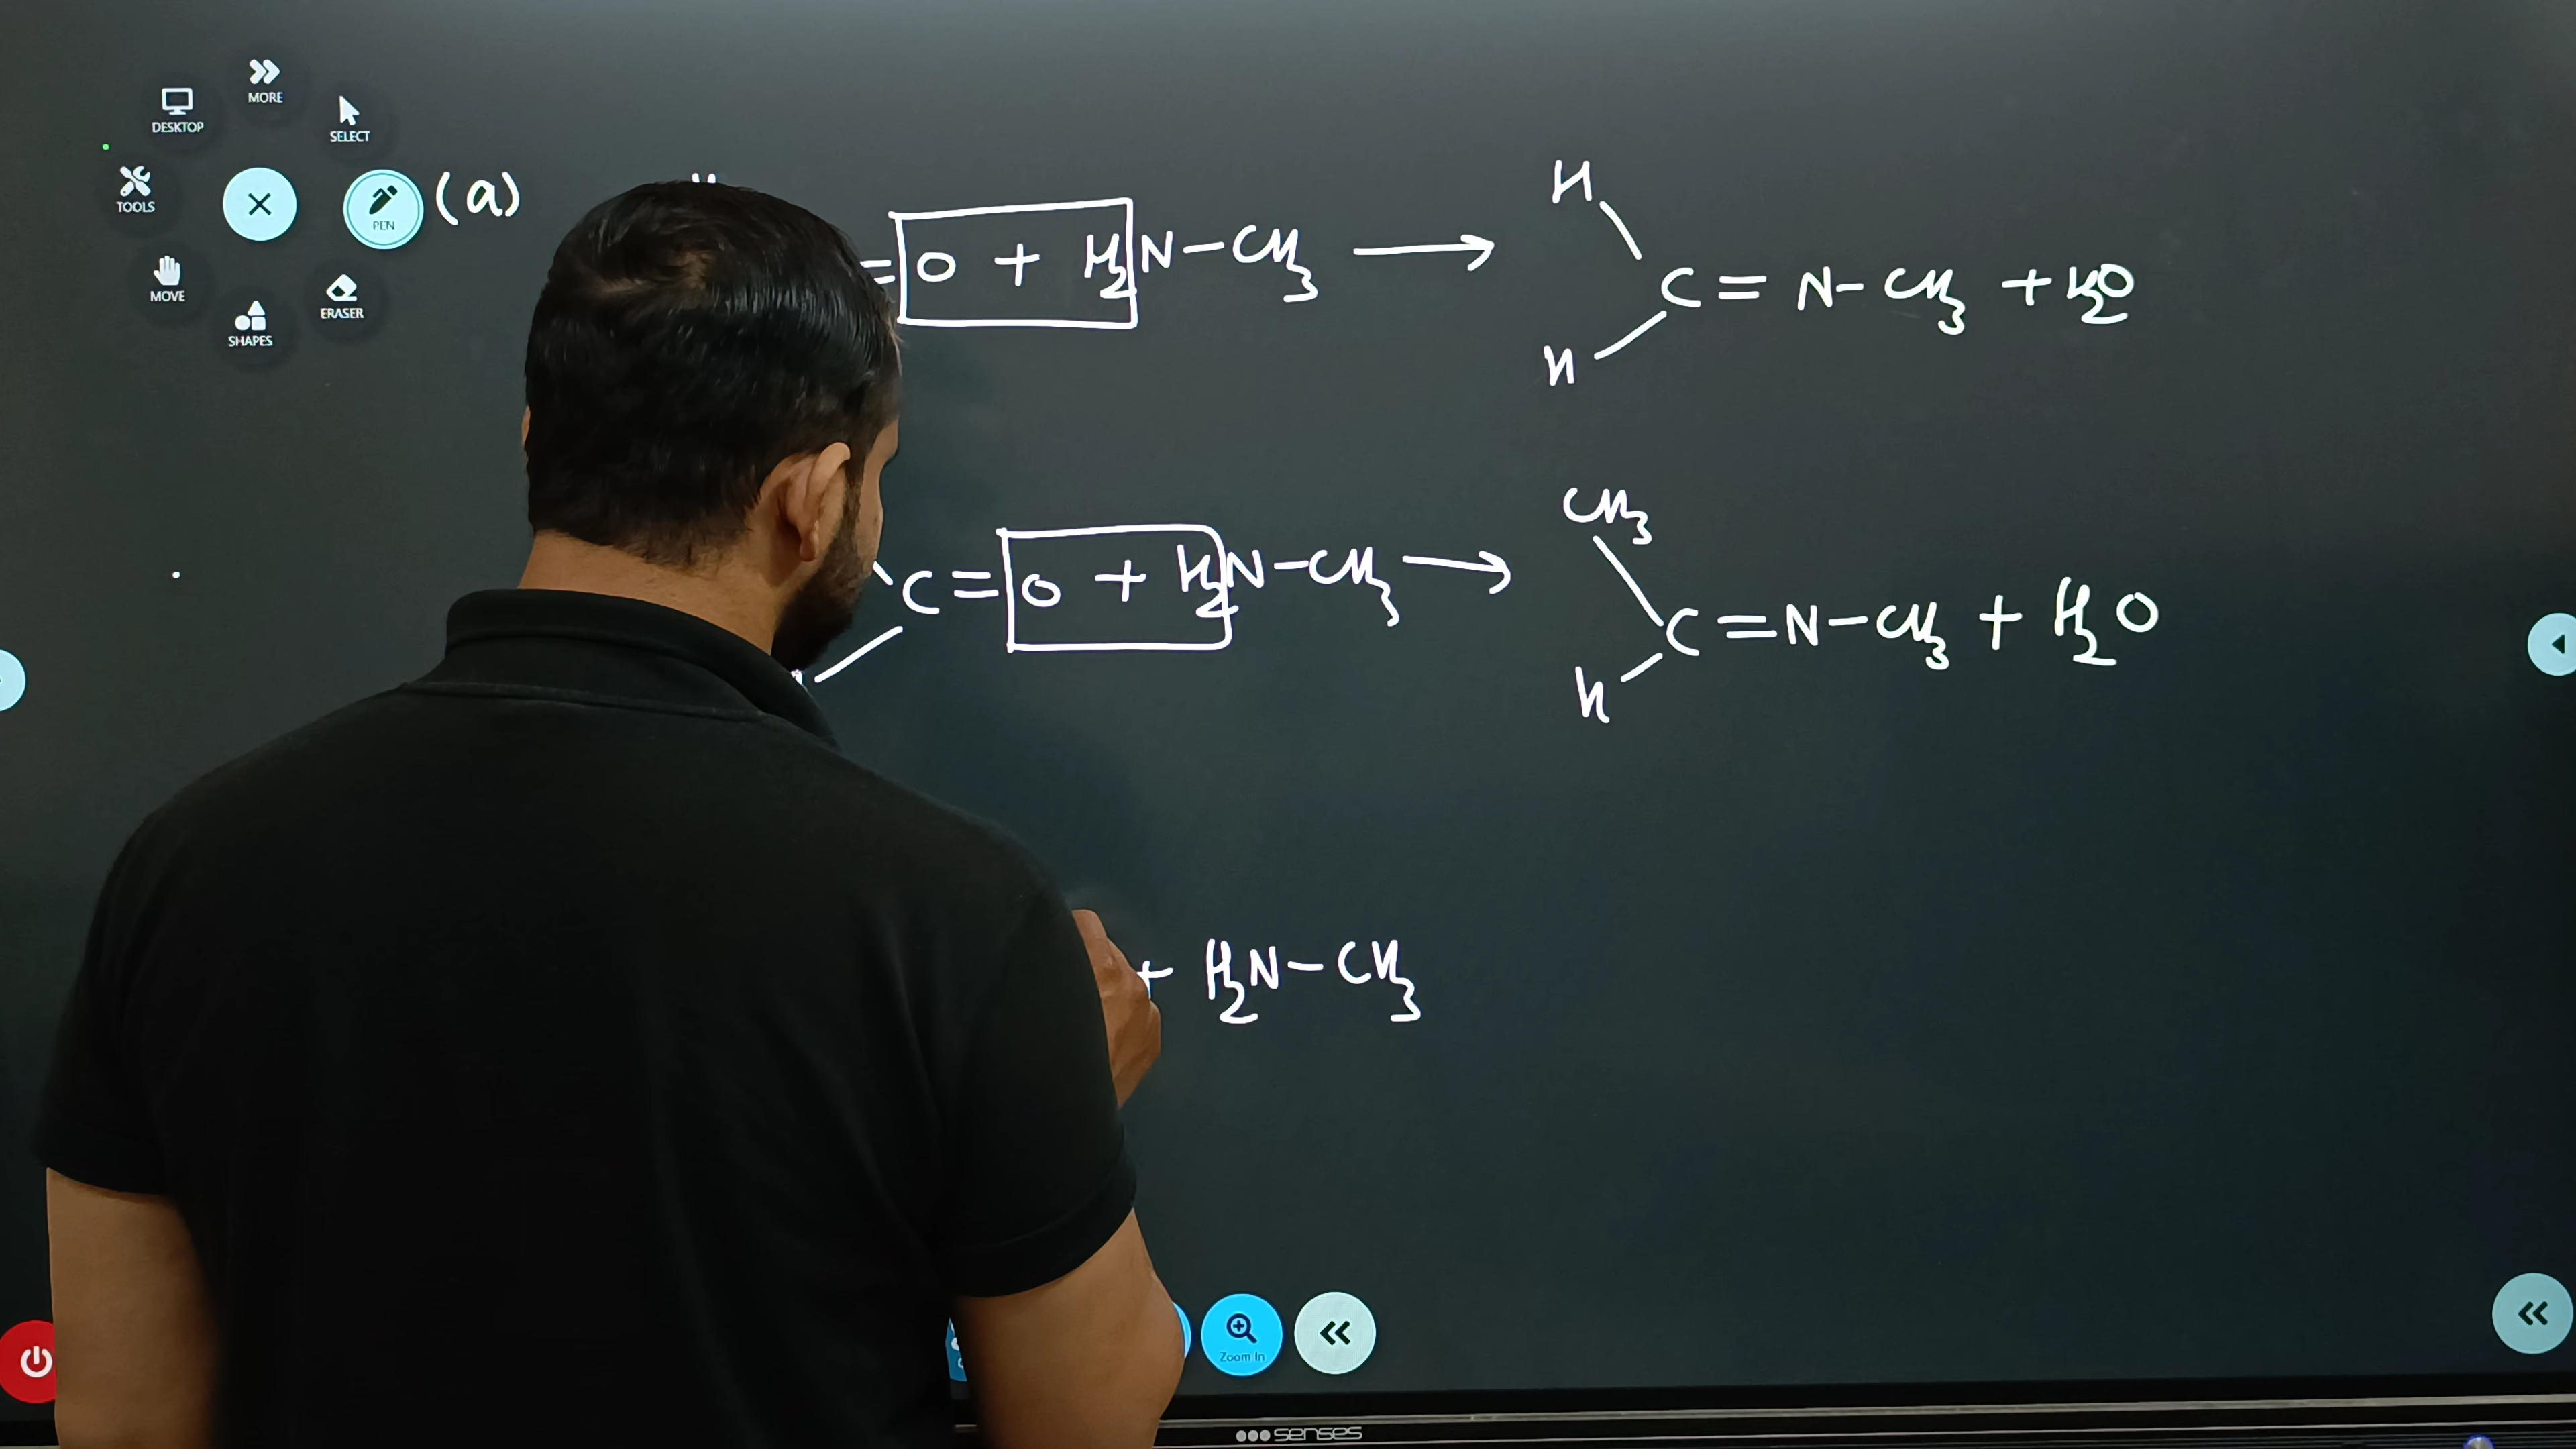 MORE
DESKTOP
SELECT
TOOLS
PEN
(a)
MOVE
ERASER
SHAPES
= O + H₂N-CH₃ → H
C = N-CH₃ + H₂O
H
C = O + H₂N-CH₃ → CH₃
C = N-CH₃ + H₂O
H
+ H₂N-CH₃
Zoom In
senses